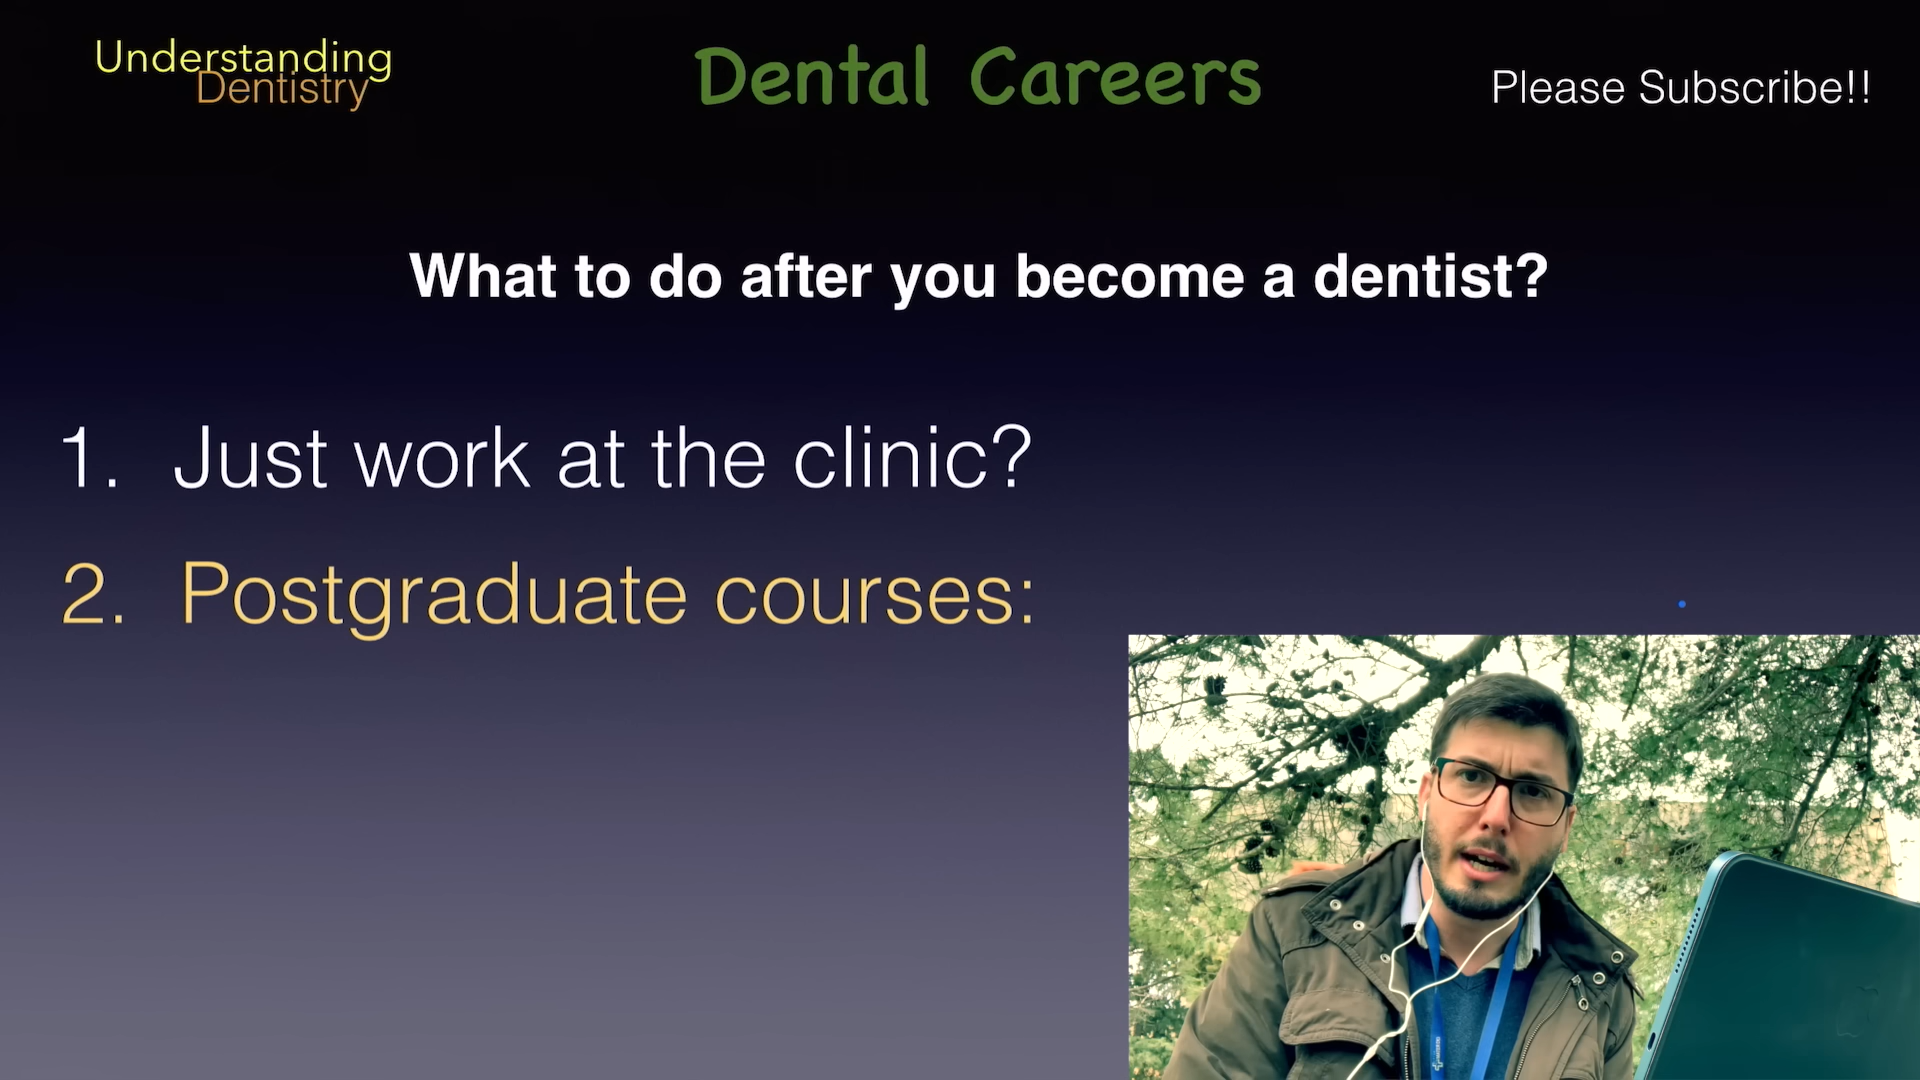 Understanding
Dentistry
Dental Careers
Please Subscribe!!
What to do after you become a dentist?
1. Just work at the clinic?
2. Postgraduate courses: